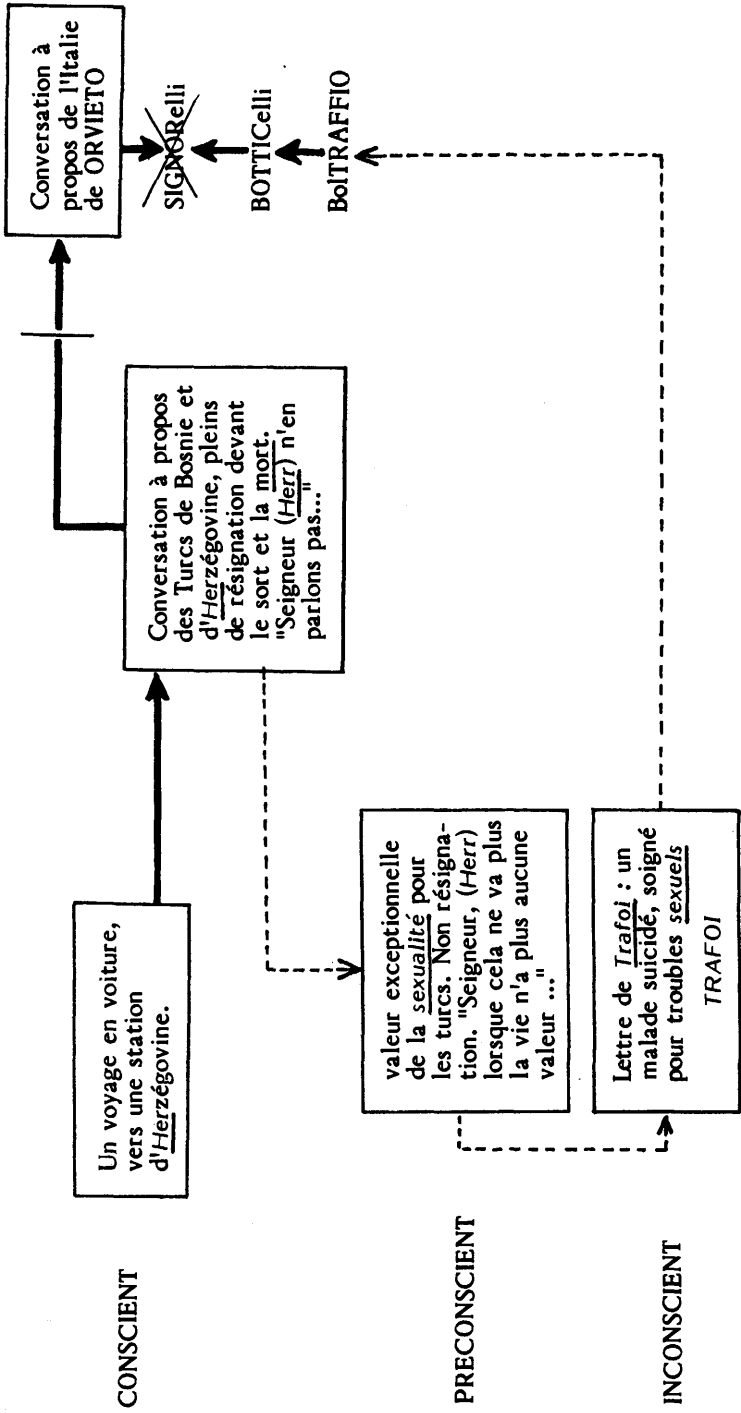 CONSCIENT
Un voyage en voiture,
vers une station
d'Herzégovine.
Conversation à propos
des Turcs de Bosnie et
d'Herzégovine, pleins
de résignation devant
le sort et la mort.
"Seigneur (Herr) n'en
parlons pas..."
Conversation à
propos de l'Italie
de ORVIETO
SIGNORelli
BOTTICelli
BolTRAFFIO
PRECONSCIENT
valeur exceptionnelle
de la sexualité pour
les turcs. Non résigna-
tion. "Seigneur, (Herr)
lorsque cela ne va plus
la vie n'a plus aucune
valeur ..."
INCONSCIENT
Lettre de Trafoi : un
malade suicidé, soigné
pour troubles sexuels
TRAFOI